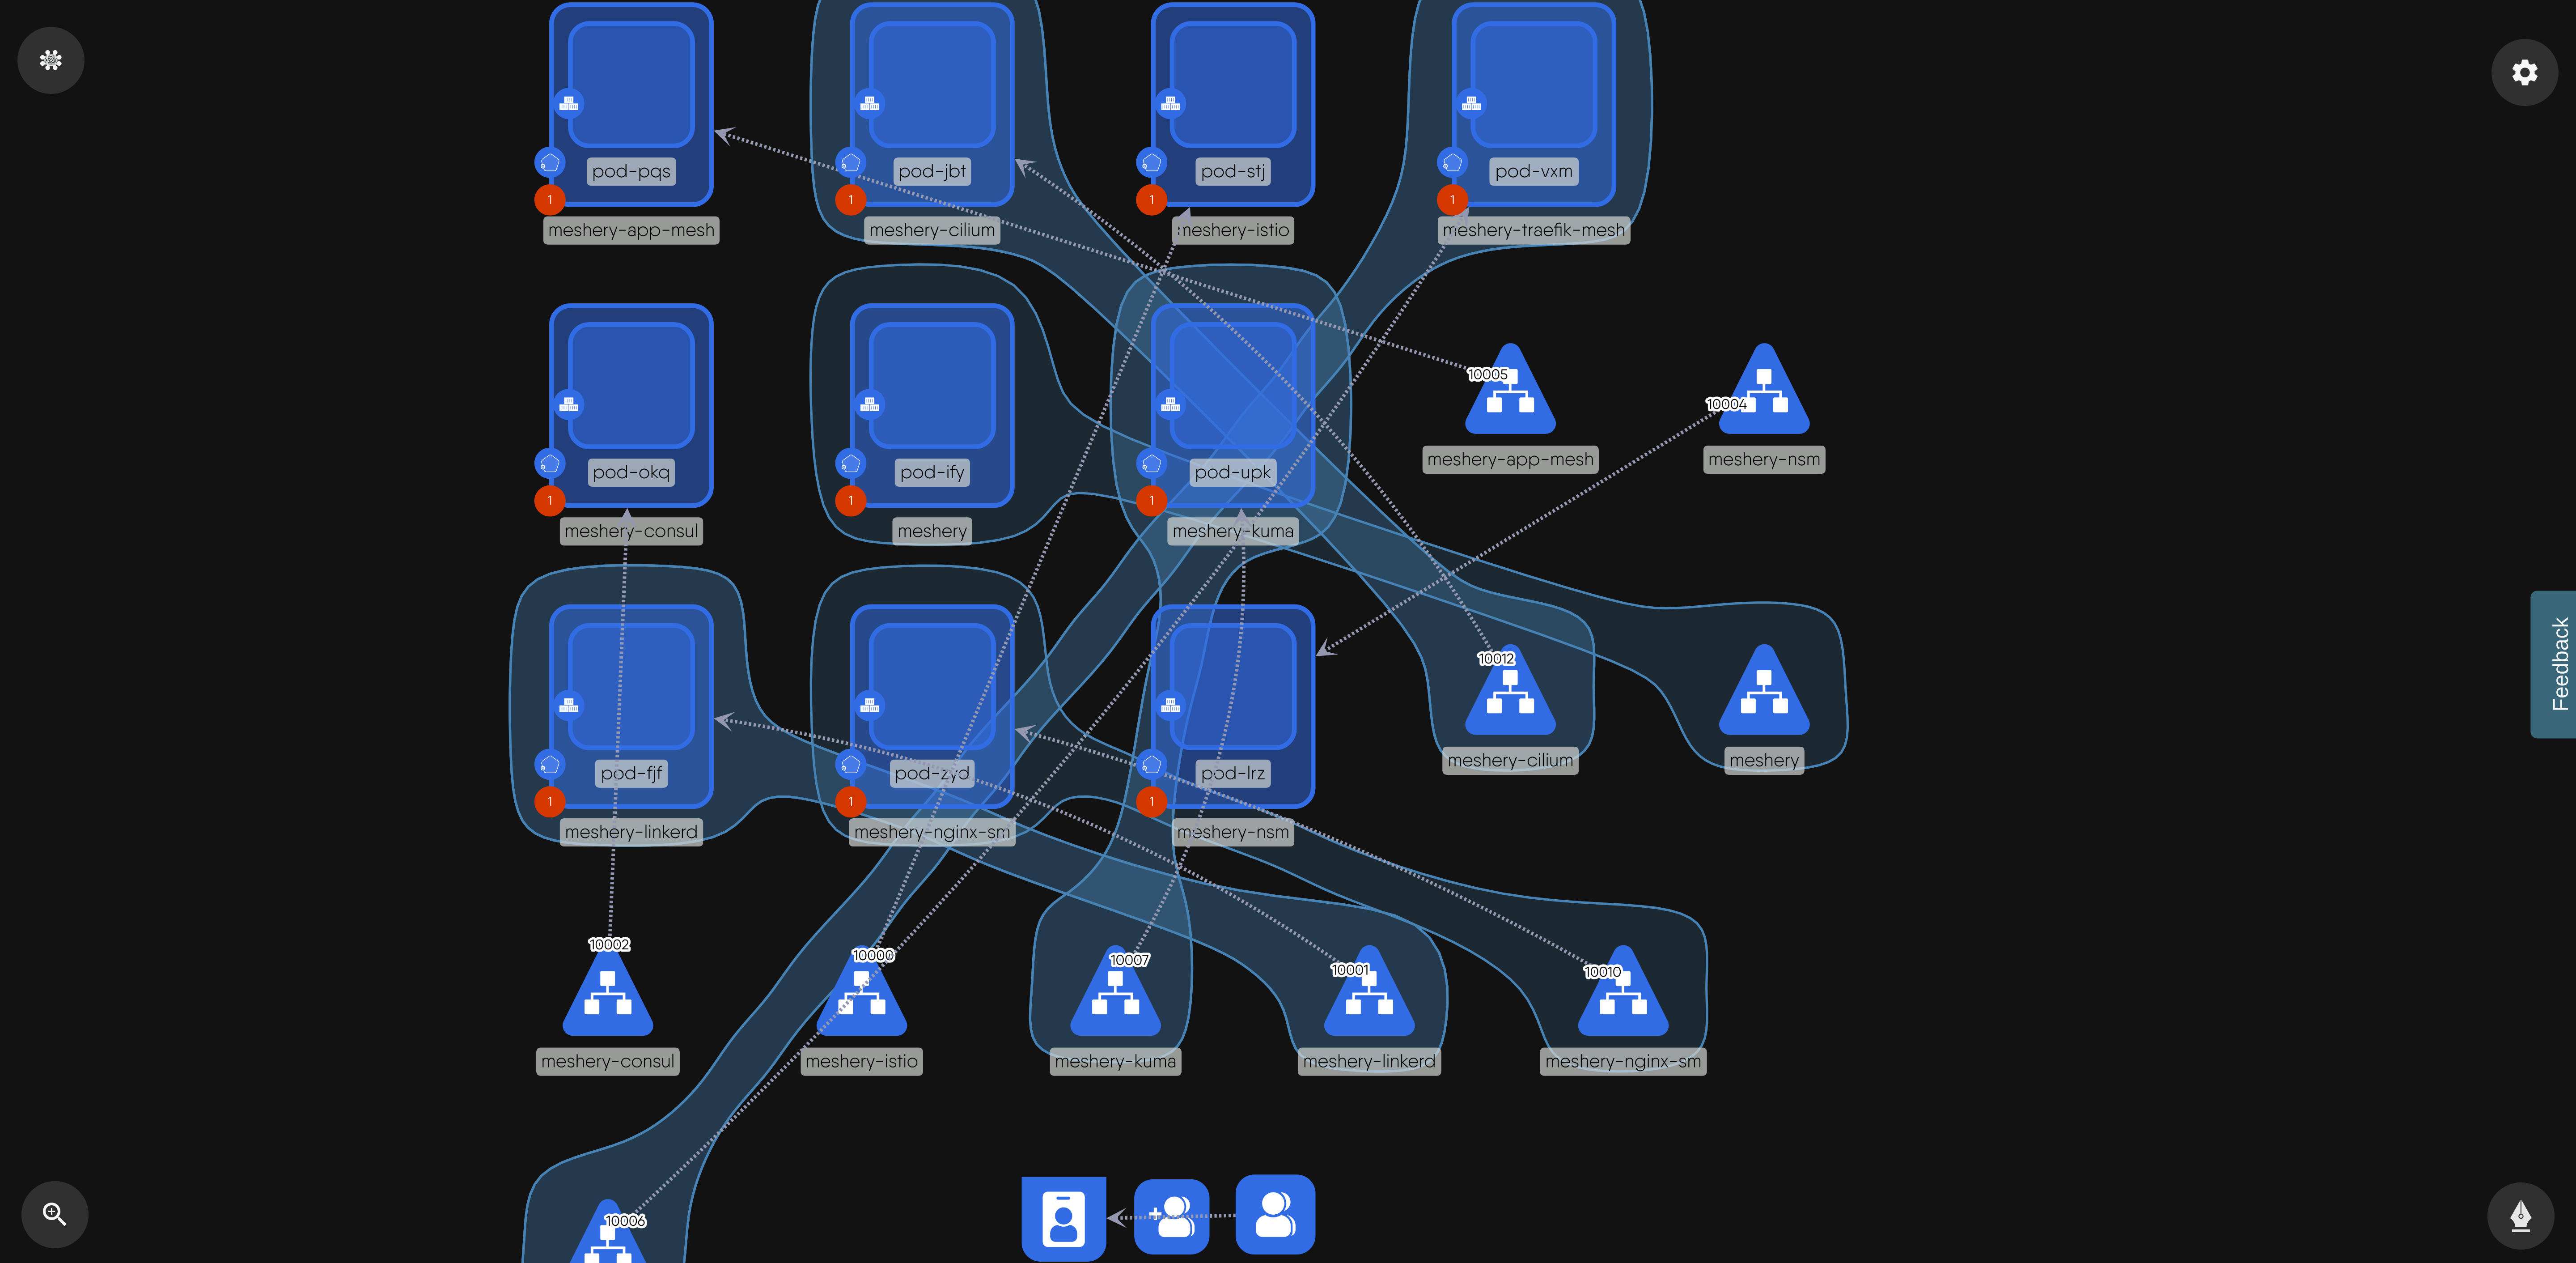 pod-pqs
pod-jbt
pod-stj
pod-vxm
1
1
1
1
meshery-app-mesh
meshery-cilium
meshery-istio
meshery-traefik-mesh
10005
10004
meshery-app-mesh
meshery-nsm
pod-okq
pod-ify
pod-upk
1
1
1
meshery-consul
meshery
meshery-kuma
10012
meshery-cilium
meshery
Feedback
pod-fjf
pod-zyd
pod-lrz
1
1
1
meshery-linkerd
meshery-nginx-sm
meshery-nsm
10002
10000
10007
10001
10010
meshery-consul
meshery-istio
meshery-kuma
meshery-linkerd
meshery-nginx-sm
10006